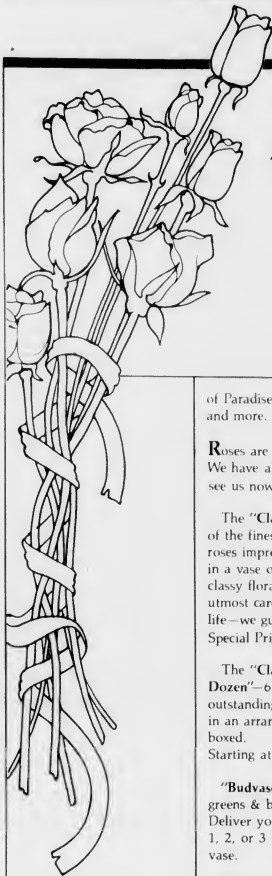 of Paradise
and more.
Roses are
We have a
see us now
The "Cla
of the fines
roses impre
in a vase o
classy flora
utmost care
life—we gu
Special Pri
The "Cla
Dozen"—6
outstanding
in an arran
boxed.
Starting at
"Budvase
greens & b
Deliver yo
1, 2, or 3
vase.